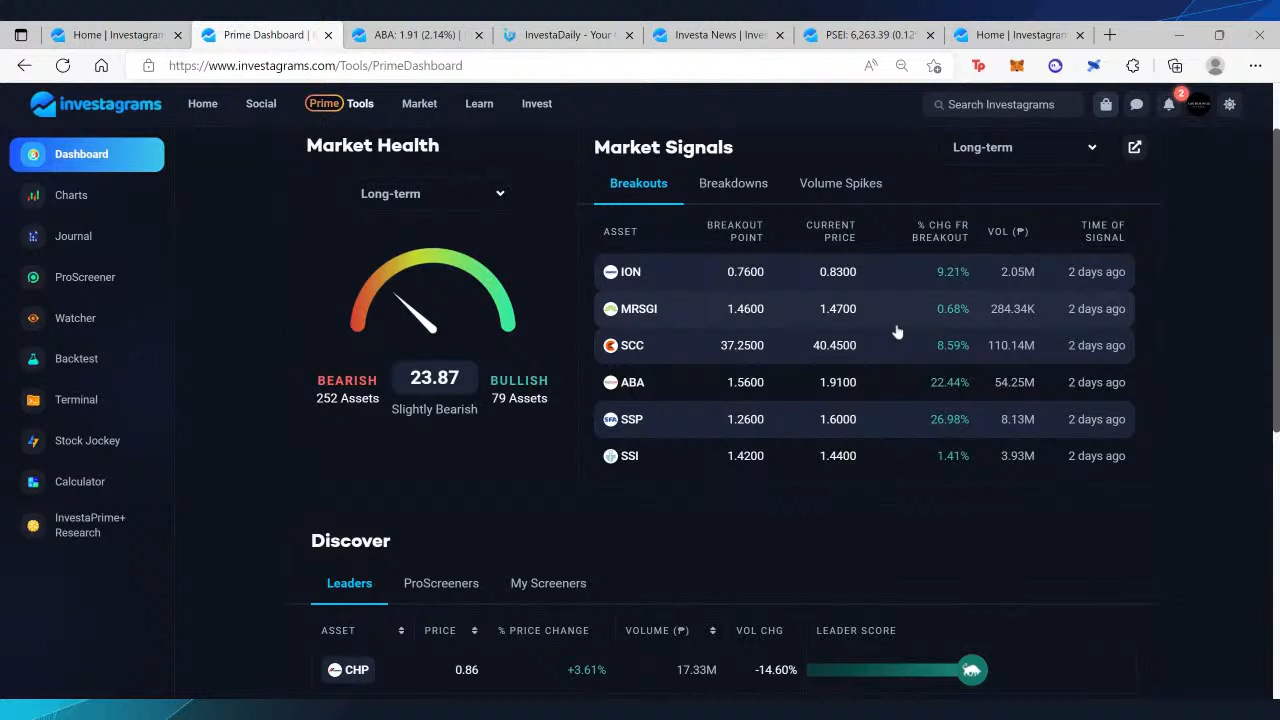 Home | Investagram
Prime Dashboard |
ABA: 1.91 (2.14%) |
InvestaDaily - Your
Investa News | Inves
PSEI: 6,263.39 (0.12%
Home | Investagram
https://www.investagrams.com/Tools/PrimeDashboard
investagrams
Home
Social
Prime Tools
Market
Learn
Invest
Search Investagrams
2
Dashboard
Charts
Journal
ProScreener
Watcher
Backtest
Terminal
Stock Jockey
Calculator
InvestaPrime+
Research
Market Health
Long-term
BEARISH
252 Assets
23.87
Slightly Bearish
BULLISH
79 Assets
Market Signals
Long-term
Breakouts Breakdowns Volume Spikes
ASSET BREAKOUT POINT CURRENT PRICE % CHG FR BREAKOUT VOL (₱) TIME OF SIGNAL
ION 0.7600 0.8300 9.21% 2.05M 2 days ago
MRSGI 1.4600 1.4700 0.68% 284.34K 2 days ago
SCC 37.2500 40.4500 8.59% 110.14M 2 days ago
ABA 1.5600 1.9100 22.44% 54.25M 2 days ago
SSP 1.2600 1.6000 26.98% 8.13M 2 days ago
SSI 1.4200 1.4400 1.41% 3.93M 2 days ago
Discover
Leaders ProScreeners My Screeners
ASSET PRICE % PRICE CHANGE VOLUME (₱) VOL CHG LEADER SCORE
CHP 0.86 +3.61% 17.33M -14.60%